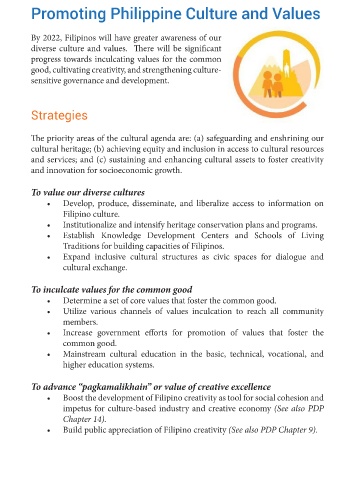 Promoting Philippine Culture and Values
By 2022, Filipinos will have greater awareness of our
diverse culture and values. There will be significant
progress towards inculcating values for the common
good, cultivating creativity, and strengthening culture-
sensitive governance and development.
Strategies
The priority areas of the cultural agenda are: (a) safeguarding and enshrining our
cultural heritage; (b) achieving equity and inclusion in access to cultural resources
and services; and (c) sustaining and enhancing cultural assets to foster creativity
and innovation for socioeconomic growth.
To value our diverse cultures
• Develop, produce, disseminate, and liberalize access to information on
Filipino culture.
• Institutionalize and intensify heritage conservation plans and programs.
• Establish Knowledge Development Centers and Schools of Living
Traditions for building capacities of Filipinos.
• Expand inclusive cultural structures as civic spaces for dialogue and
cultural exchange.
To inculcate values for the common good
• Determine a set of core values that foster the common good.
• Utilize various channels of values inculcation to reach all community
members.
• Increase government efforts for promotion of values that foster the
common good.
• Mainstream cultural education in the basic, technical, vocational, and
higher education systems.
To advance "pagkamalikhain" or value of creative excellence
• Boost the development of Filipino creativity as tool for social cohesion and
impetus for culture-based industry and creative economy (See also PDP
Chapter 14).
• Build public appreciation of Filipino creativity (See also PDP Chapter 9).